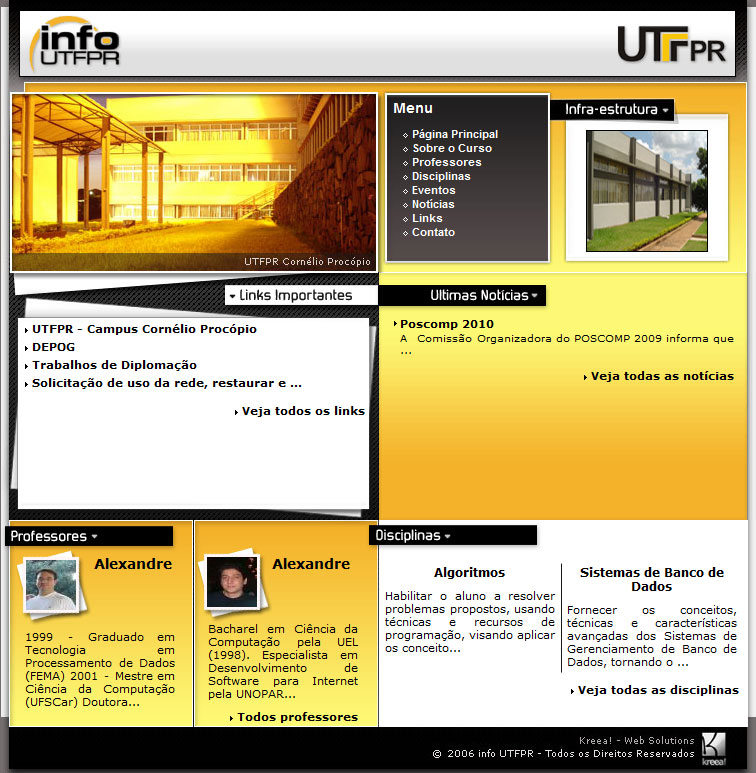 info
UTFPR
UTFPR
Menu
Página Principal
Sobre o Curso
Professores
Disciplinas
Eventos
Notícias
Links
Contato
Infra-estrutura
UTFPR Cornélio Procópio
Links Importantes
UTFPR - Campus Cornélio Procópio
DEPOG
Trabalhos de Diplomação
Solicitação de uso da rede, restaurar e ...
Veja todos os links
Ultimas Notícias
Poscomp 2010
A Comissão Organizadora do POSCOMP 2009 informa que
...
Veja todas as notícias
Professores
Alexandre
1999 - Graduado em
Tecnologia em
Processamento de Dados
(FEMA) 2001 - Mestre em
Ciência da Computação
(UFSCar) Doutora...
Alexandre
Bacharel em Ciência da
Computação pela UEL
(1998). Especialista em
Desenvolvimento de
Software para Internet
pela UNOPAR...
Todos professores
Disciplinas
Algoritmos
Habilitar o aluno a resolver
problemas propostos, usando
técnicas e recursos de
programação, visando aplicar
os conceito...
Sistemas de Banco de
Dados
Fornecer os conceitos,
técnicas e características
avançadas dos Sistemas de
Gerenciamento de Banco de
Dados, tornando o ...
Veja todas as disciplinas
Kreea! - Web Solutions
© 2006 info UTFPR - Todos os Direitos Reservados
kreea!